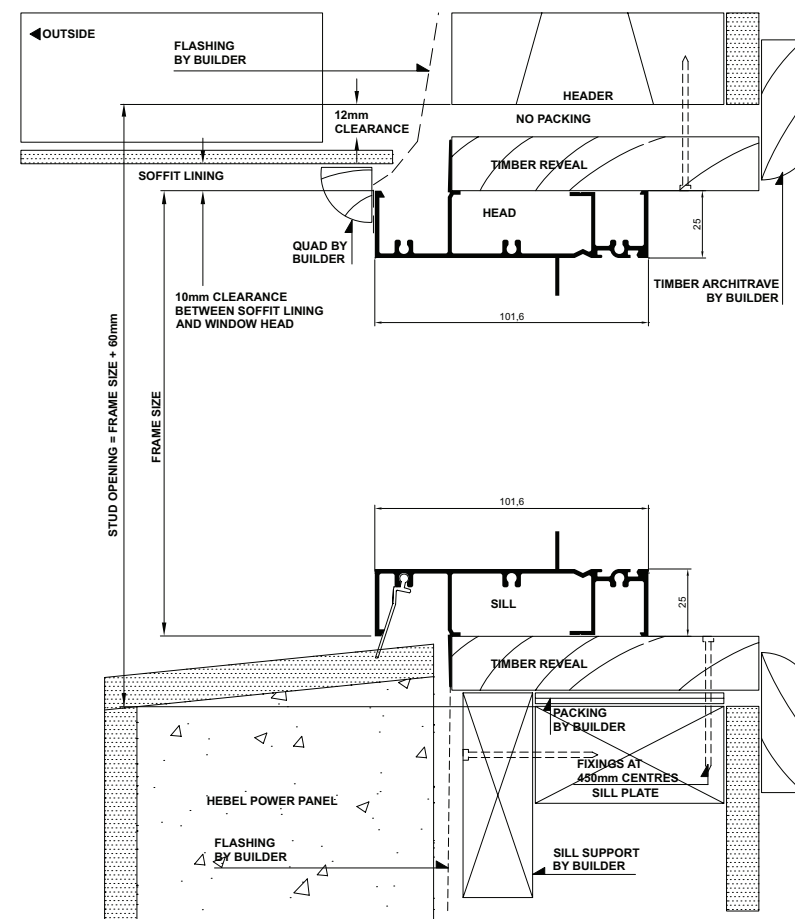 OUTSIDE
FLASHING
BY BUILDER
HEADER
12mm
CLEARANCE
NO PACKING
TIMBER REVEAL
SOFFIT LINING
HEAD
25
QUAD BY
BUILDER
TIMBER ARCHITRAVE
BY BUILDER
10mm CLEARANCE
BETWEEN SOFFIT LINING
AND WINDOW HEAD
101,6
STUD OPENING = FRAME SIZE + 60mm
FRAME SIZE
101,6
SILL
25
TIMBER REVEAL
PACKING
BY BUILDER
FIXINGS AT
450mm CENTRES
SILL PLATE
HEBEL POWER PANEL
FLASHING
BY BUILDER
SILL SUPPORT
BY BUILDER